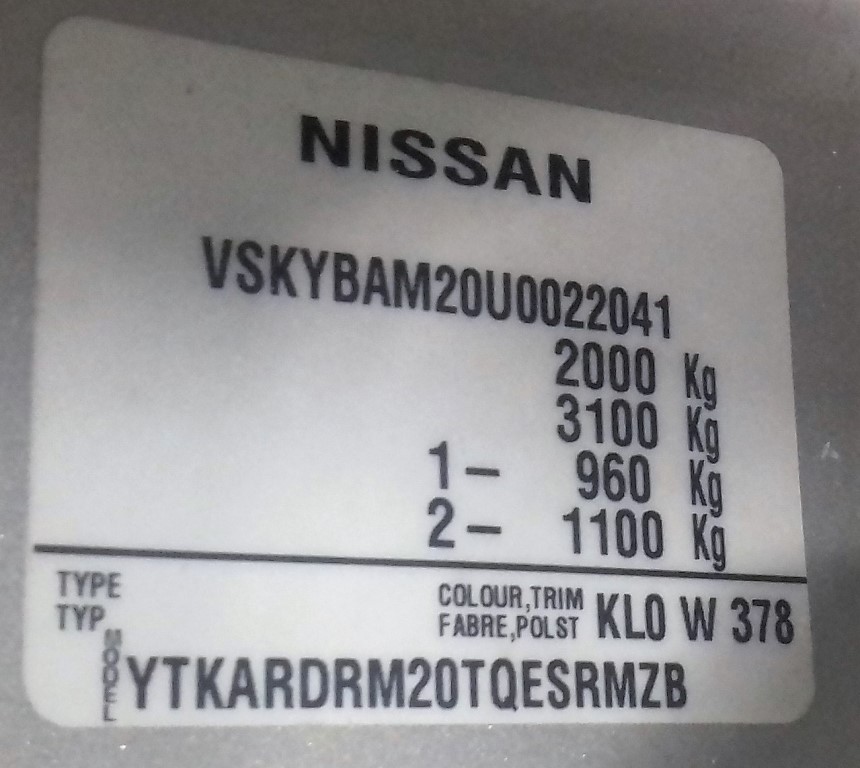 NISSAN
VSKYBAM20U0022041
2000 Kg
3100 Kg
1– 960 Kg
2– 1100 Kg
TYPE
TYP
COLOUR,TRIM
FABRE,POLST
KL0 W 378
MODEL
YTKARDRM20TQESRMZB